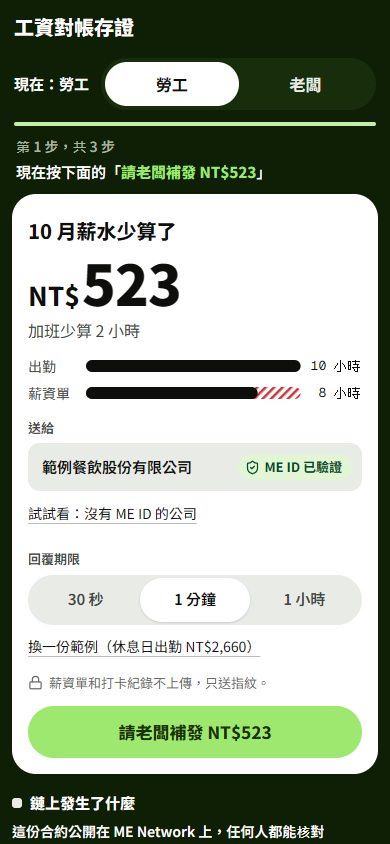 工資對帳存證
現在：勞工
勞工
老闆
第 1 步，共 3 步
現在按下面的「請老闆補發 NT$523」
10 月薪水少算了
NT$523
加班少算 2 小時
出勤 10 小時
薪資單 8 小時
送給
範例餐飲股份有限公司 ME ID 已驗證
試試看：沒有 ME ID 的公司
回覆期限
30 秒 1 分鐘 1 小時
換一份範例（休息日出勤 NT$2,660）
薪資單和打卡紀錄不上傳，只送指紋。
請老闆補發 NT$523
鏈上發生了什麼
這份合約公開在 ME Network 上，任何人都能核對